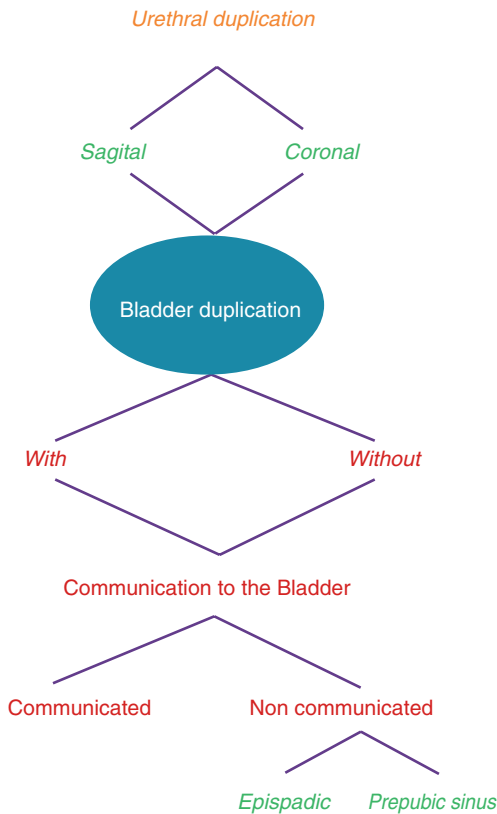 Urethral duplication
Sagital
Coronal
Bladder duplication
With
Without
Communication to the Bladder
Communicated
Non communicated
Epispadic
Prepubic sinus